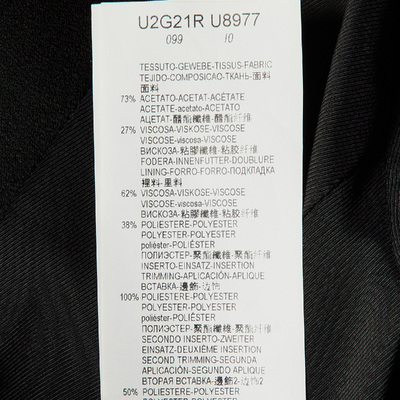 U2G21R U8977
099 10
TESSUTO-GEWEBE-TISSUS-FABRIC
TEJIDO-COMPOSICAO-ТКАНЬ-面料
面料
73% ACETATO-ACETAT-ACÉTATE
ACETATE-acetato-ACETATO
АЦЕТАТ-醋酯纖維-醋酯纤维
27% VISCOSA-VISKOSE-VISCOSE
VISCOSE-viscosa-VISCOSE
ВИСКОЗА-粘膠纖維-粘胶纤维
FODERA-INNENFUTTER-DOUBLURE
LINING-FORRO-FORRO-ПОДКЛАДКА
裡料-里料
62% VISCOSA-VISKOSE-VISCOSE
VISCOSE-viscosa-VISCOSE
ВИСКОЗА-粘膠纖維-粘胶纤维
38% POLIESTERE-POLYESTER
POLYESTER-POLYESTER
poliéster-POLIÉSTER
ПОЛИЭСТЕР-聚酯纖維-聚酯纤维
INSERTO-EINSATZ-INSERTION
TRIMMING-APLICACIÓN-APLIQUE
ВСТАВКА-邊飾-边饰
100% POLIESTERE-POLYESTER
POLYESTER-POLYESTER
poliéster-POLIÉSTER
ПОЛИЭСТЕР-聚酯纖維-聚酯纤维
SECONDO INSERTO-ZWEITER
EINSATZ-DEUXIÈME INSERTION
SECOND TRIMMING-SEGUNDA
APLICACIÓN-SEGUNDO APLIQUE
ВТОРАЯ ВСТАВКА-邊飾2-边饰2
50% POLIESTERE-POLYESTER
POLYESTER-POLYESTER